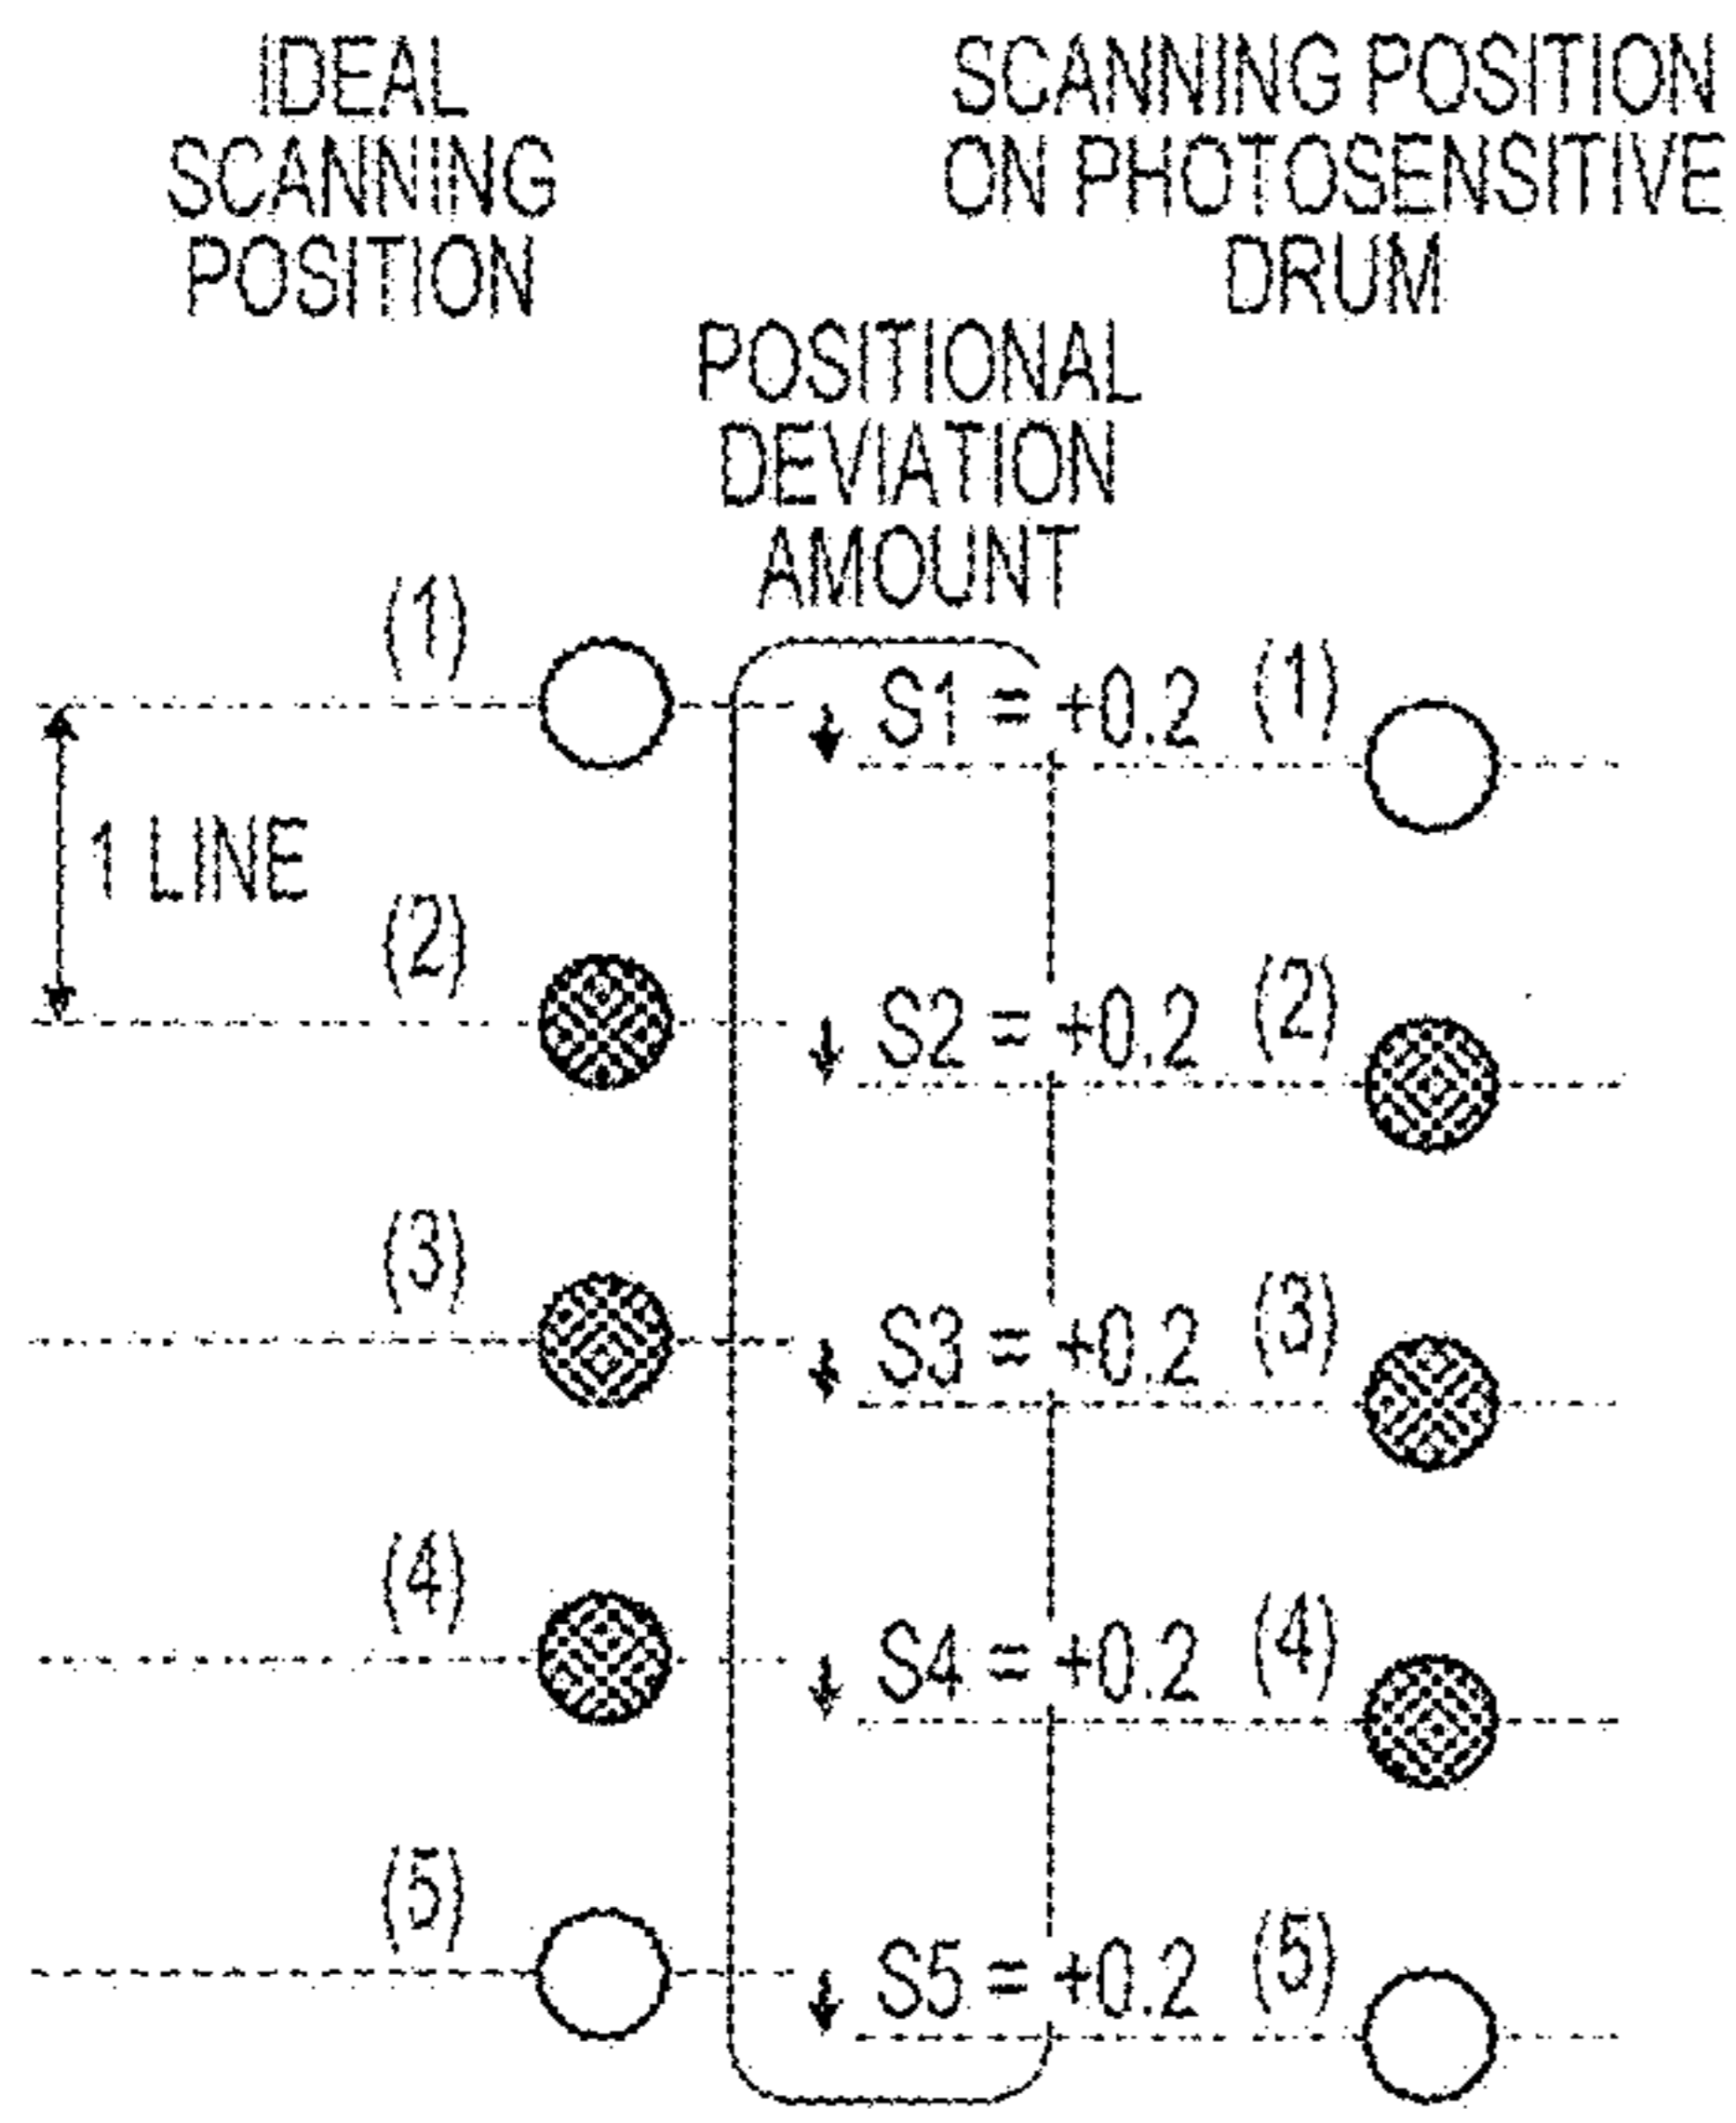 IDEAL
SCANNING
POSITION
SCANNING POSITION
ON PHOTOSENSITIVE
DRUM
POSITIONAL
DEVIATION
AMOUNT
(1)
S1 = +0.2 (1)
1 LINE
(2)
S2 = +0.2 (2)
(3)
S3 = +0.2 (3)
(4)
S4 = +0.2 (4)
(5)
S5 = +0.2 (5)